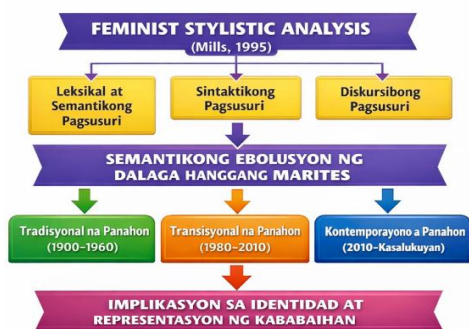 FEMINIST STYLISTIC ANALYSIS
(Mills, 1995)
Leksikal at
Semantikong
Pagsusuri
Sintaktikong
Pagsusuri
Diskursibong
Pagsusuri
SEMANTIKONG EBOLUSYON NG
DALAGA HANGGANG MARITES
Tradisyonal na Panahon
(1900–1960)
Transisyonal na Panahon
(1980–2010)
Kontemporayono a Panahon
(2010–Kasalukuyan)
IMPLIKASYON SA IDENTIDAD AT
REPRESENTASYON NG KABABAIHAN